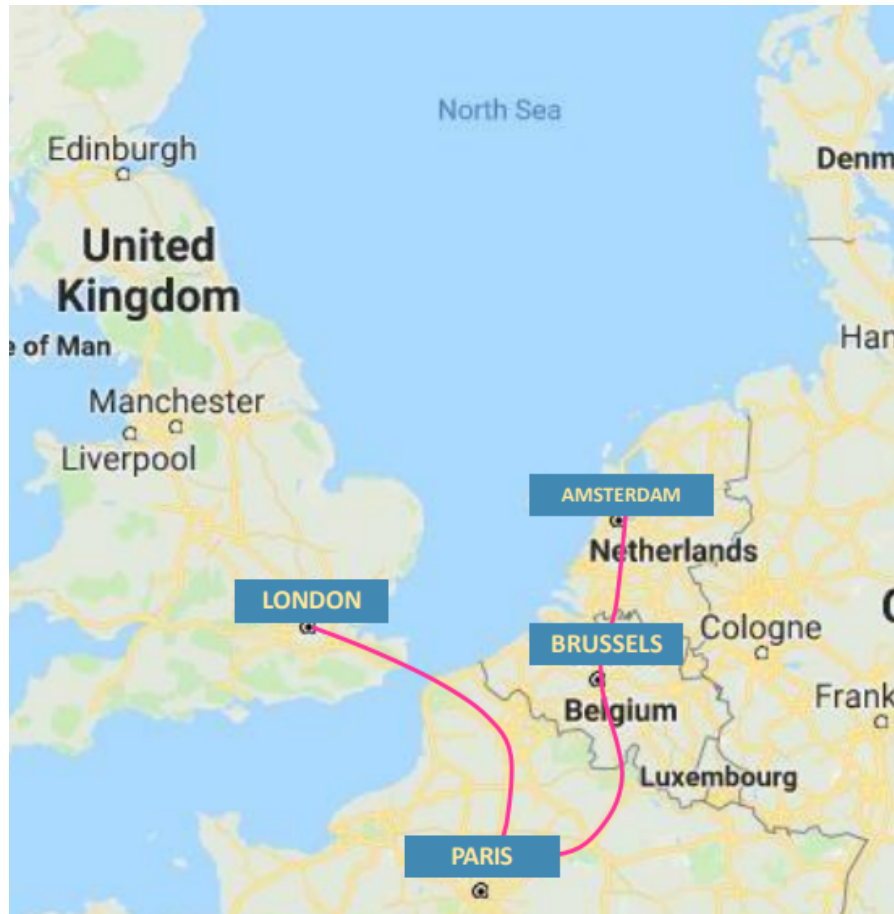 North Sea
Edinburgh
Denm
United
Kingdom
Han
e of Man
Manchester
Liverpool
AMSTERDAM
Netherlands
LONDON
BRUSSELS
Cologne
Belgium
Frank
Luxembourg
PARIS